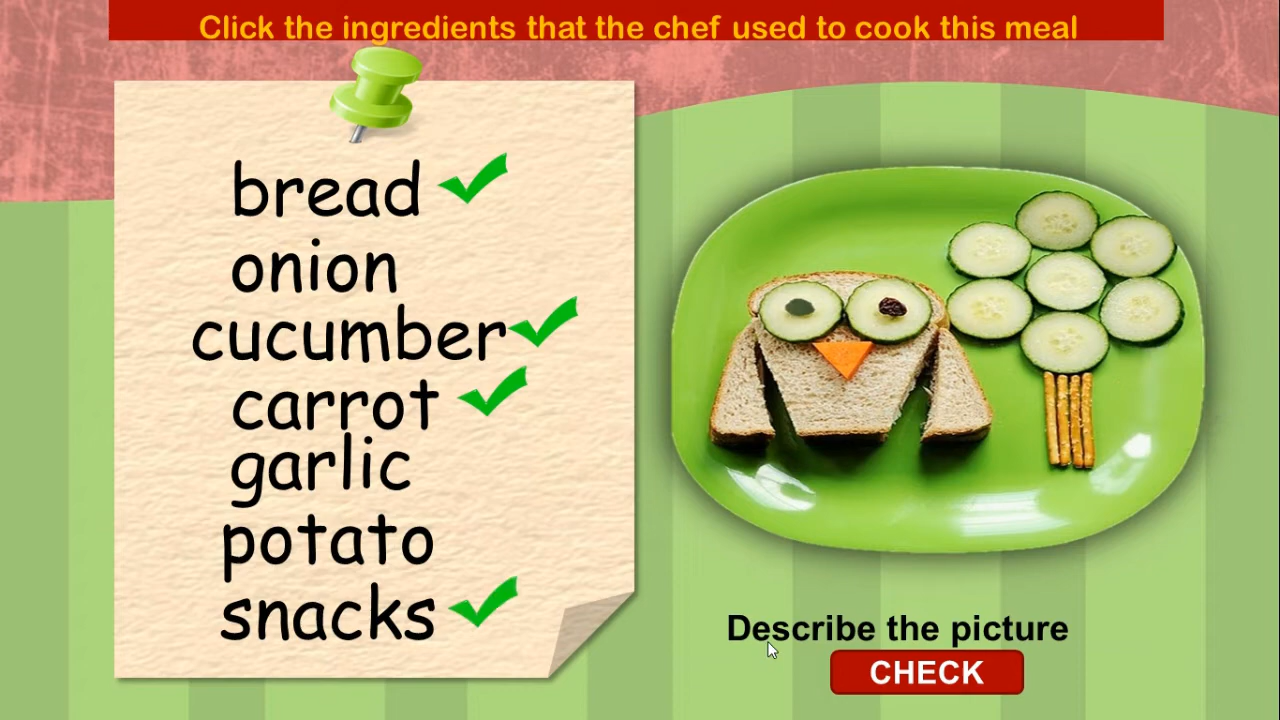 Click the ingredients that the chef used to cook this meal
bread
onion
cucumber
carrot
garlic
potato
snacks
Describe the picture
CHECK